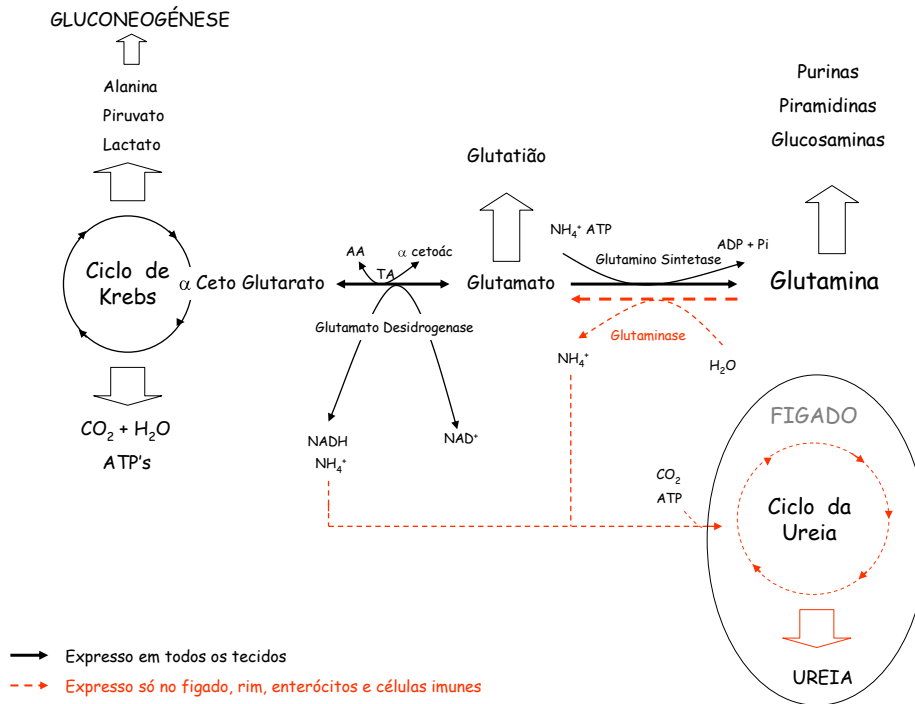 GLUCONEOGÉNESE
Alanina
Piruvato
Lactato
Ciclo de
Krebs
CO₂ + H₂O
ATP's
α Ceto Glutarato
AA
α cetoác
TA
Glutamato Desidrogenase
NADH
NH₄⁺
NAD⁺
Glutatião
Glutamato
NH₄⁺ ATP
ADP + Pi
Glutamino Sintetase
Glutaminase
NH₄⁺
H₂O
Purinas
Piramidinas
Glucosaminas
Glutamina
FIGADO
CO₂
ATP
Ciclo da
Ureia
UREIA
Expresso em todos os tecidos
Expresso só no figado, rim, enterócitos e células imunes